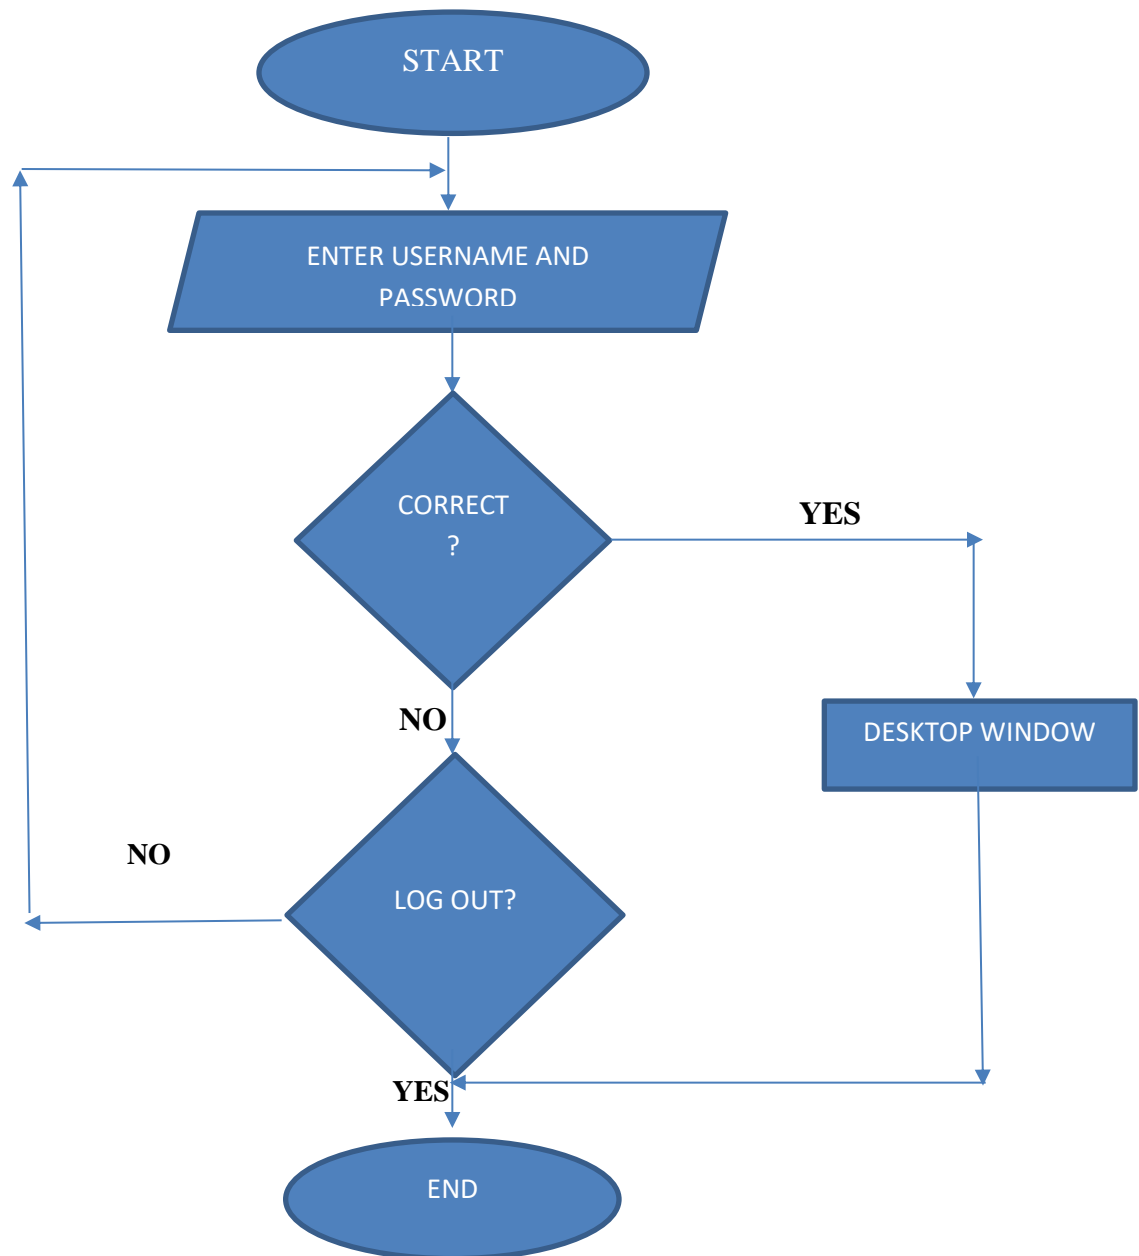 START
ENTER USERNAME AND
PASSWORD
CORRECT
?
YES
NO
DESKTOP WINDOW
NO
LOG OUT?
YES
END